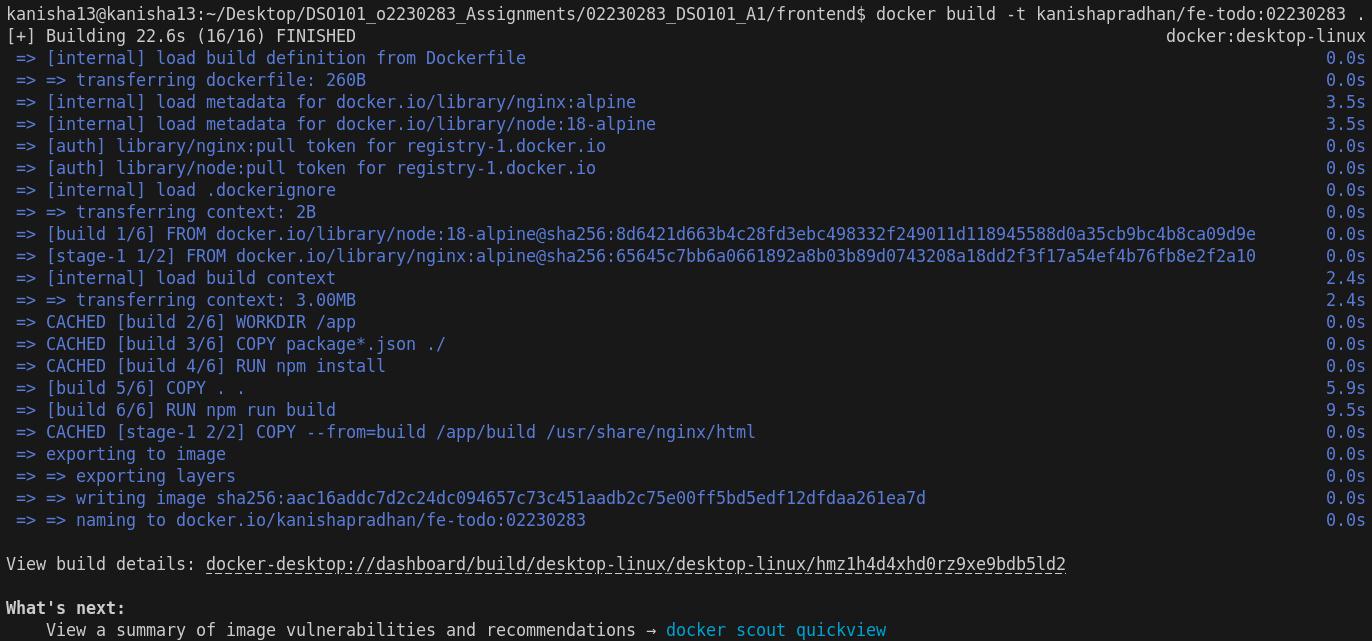 kanisha13@kanisha13:~/Desktop/DSO101_o2230283_Assignments/02230283_DSO101_A1/frontend$ docker build -t kanishapradhan/fe-todo:02230283 .
[+] Building 22.6s (16/16) FINISHED docker:desktop-linux
=> [internal] load build definition from Dockerfile 0.0s
=> => transferring dockerfile: 260B 0.0s
=> [internal] load metadata for docker.io/library/nginx:alpine 3.5s
=> [internal] load metadata for docker.io/library/node:18-alpine 3.5s
=> [auth] library/nginx:pull token for registry-1.docker.io 0.0s
=> [auth] library/node:pull token for registry-1.docker.io 0.0s
=> [internal] load .dockerignore 0.0s
=> => transferring context: 2B 0.0s
=> [build 1/6] FROM docker.io/library/node:18-alpine@sha256:8d6421d663b4c28fd3ebc498332f249011d118945588d0a35cb9bc4b8ca09d9e 0.0s
=> [stage-1 1/2] FROM docker.io/library/nginx:alpine@sha256:65645c7bb6a0661892a8b03b89d0743208a18dd2f3f17a54ef4b76fb8e2f2a10 0.0s
=> [internal] load build context 2.4s
=> => transferring context: 3.00MB 2.4s
=> CACHED [build 2/6] WORKDIR /app 0.0s
=> CACHED [build 3/6] COPY package*.json ./ 0.0s
=> CACHED [build 4/6] RUN npm install 0.0s
=> [build 5/6] COPY . . 5.9s
=> [build 6/6] RUN npm run build 9.5s
=> CACHED [stage-1 2/2] COPY --from=build /app/build /usr/share/nginx/html 0.0s
=> exporting to image 0.0s
=> => exporting layers 0.0s
=> => writing image sha256:aac16addc7d2c24dc094657c73c451aadb2c75e00ff5bd5edf12dfdaa261ea7d 0.0s
=> => naming to docker.io/kanishapradhan/fe-todo:02230283 0.0s
View build details: docker-desktop://dashboard/build/desktop-linux/desktop-linux/hmz1h4d4xhd0rz9xe9bdb5ld2
What's next:
View a summary of image vulnerabilities and recommendations → docker scout quickview